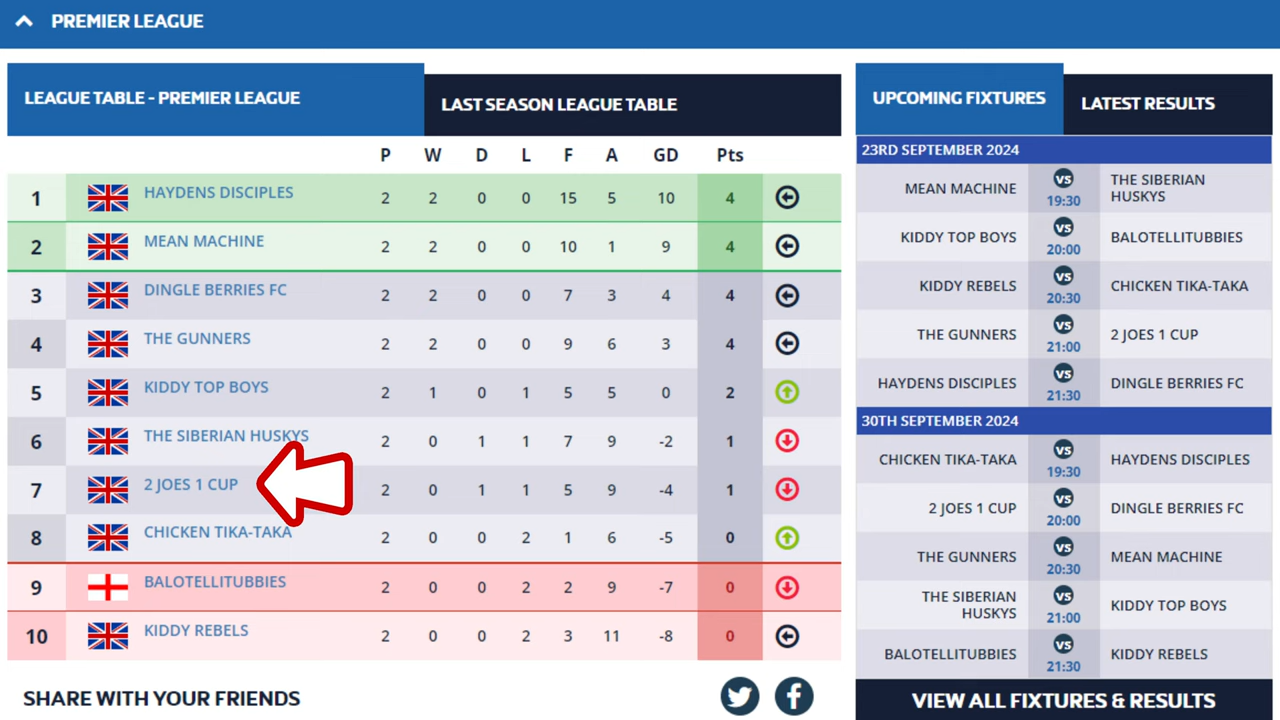 PREMIER LEAGUE
LEAGUE TABLE - PREMIER LEAGUE
LAST SEASON LEAGUE TABLE
P W D L F A GD Pts
1 HAYDENS DISCIPLES 2 2 0 0 15 5 10 4
2 MEAN MACHINE 2 2 0 0 10 1 9 4
3 DINGLE BERRIES FC 2 2 0 0 7 3 4 4
4 THE GUNNERS 2 2 0 0 9 6 3 4
5 KIDDY TOP BOYS 2 1 0 1 5 5 0 2
6 THE SIBERIAN HUSKYS 2 0 1 1 7 9 -2 1
7 2 JOES 1 CUP 2 0 1 1 5 9 -4 1
8 CHICKEN TIKA-TAKA 2 0 0 2 1 6 -5 0
9 BALOTELLITUBBIES 2 0 0 2 2 9 -7 0
10 KIDDY REBELS 2 0 0 2 3 11 -8 0
SHARE WITH YOUR FRIENDS
UPCOMING FIXTURES
LATEST RESULTS
23RD SEPTEMBER 2024
MEAN MACHINE vs 19:30 THE SIBERIAN HUSKYS
KIDDY TOP BOYS vs 20:00 BALOTELLITUBBIES
KIDDY REBELS vs 20:30 CHICKEN TIKA-TAKA
THE GUNNERS vs 21:00 2 JOES 1 CUP
HAYDENS DISCIPLES vs 21:30 DINGLE BERRIES FC
30TH SEPTEMBER 2024
CHICKEN TIKA-TAKA vs 19:30 HAYDENS DISCIPLES
2 JOES 1 CUP vs 20:00 DINGLE BERRIES FC
THE GUNNERS vs 20:30 MEAN MACHINE
THE SIBERIAN HUSKYS vs 21:00 KIDDY TOP BOYS
BALOTELLITUBBIES vs 21:30 KIDDY REBELS
VIEW ALL FIXTURES & RESULTS